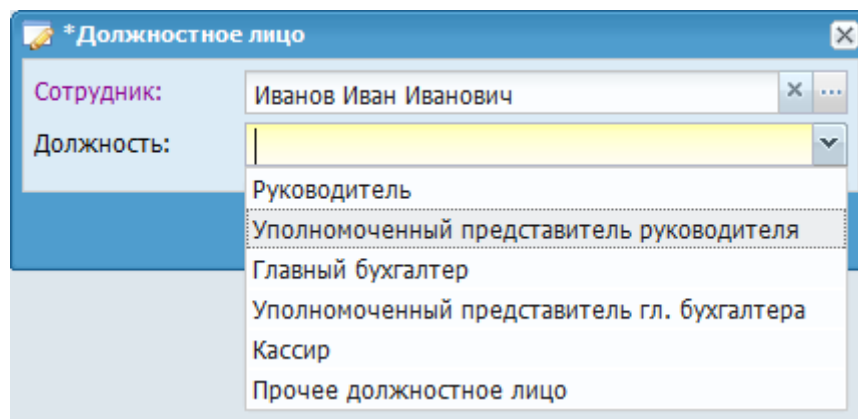 *Должностное лицо
Сотрудник: Иванов Иван Иванович
Должность:
Руководитель
Уполномоченный представитель руководителя
Главный бухгалтер
Уполномоченный представитель гл. бухгалтера
Кассир
Прочее должностное лицо